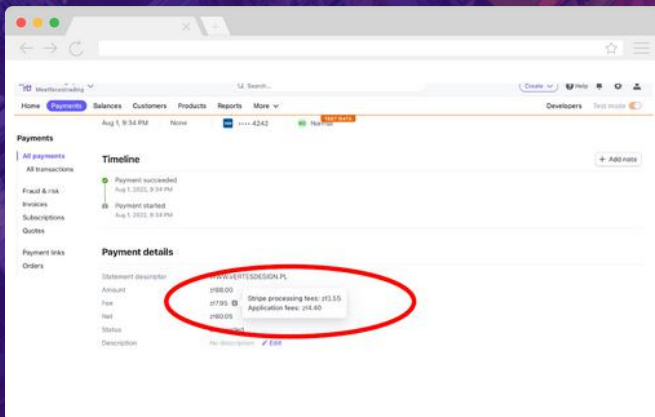 Search...
Create
Help
Home Payments Balances Customers Products Reports More
Developers Test mode
TEST DATA
Aug 1, 9:34 PM None •••• 4242 Normal
Payments
All payments
All transactions
Fraud & risk
Invoices
Subscriptions
Quotes
Payment links
Orders
Timeline
+ Add note
Payment succeeded
Aug 1, 2022, 9:34 PM
Payment started
Aug 1, 2022, 9:34 PM
Payment details
Statement descriptor WWW.VERTESDESIGN.PL
Amount zł88.00
Fee zł7.95
Stripe processing fees: zł3.55
Application fees: zł4.40
Net zł80.05
Status
Description No description Edit